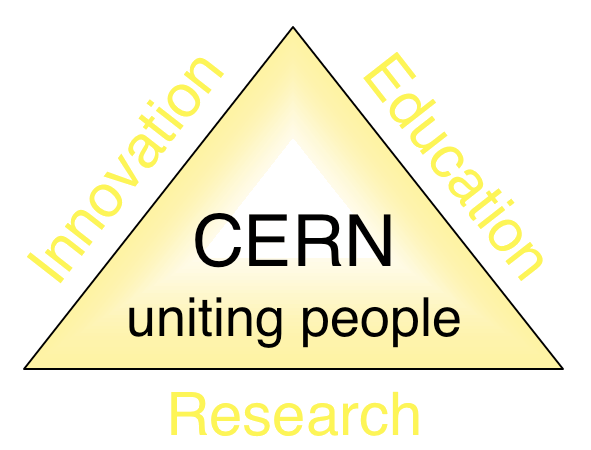 Innovation
Education
CERN
uniting people
Research